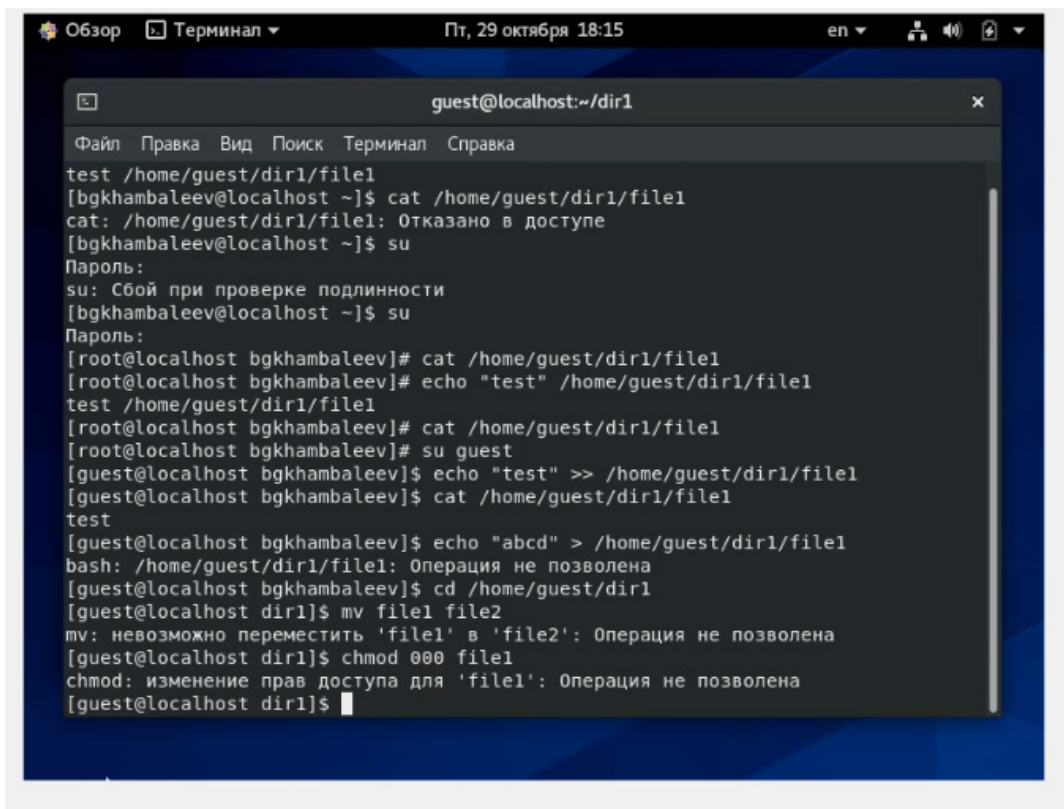 Обзор Терминал Пт, 29 октября 18:15 en
guest@localhost:~/dir1
Файл Правка Вид Поиск Терминал Справка
test /home/guest/dir1/file1
[bgkhambaleev@localhost ~]$ cat /home/guest/dir1/file1
cat: /home/guest/dir1/file1: Отказано в доступе
[bgkhambaleev@localhost ~]$ su
Пароль:
su: Сбой при проверке подлинности
[bgkhambaleev@localhost ~]$ su
Пароль:
[root@localhost bgkhambaleev]# cat /home/guest/dir1/file1
[root@localhost bgkhambaleev]# echo "test" /home/guest/dir1/file1
test /home/guest/dir1/file1
[root@localhost bgkhambaleev]# cat /home/guest/dir1/file1
[root@localhost bgkhambaleev]# su guest
[guest@localhost bgkhambaleev]$ echo "test" >> /home/guest/dir1/file1
[guest@localhost bgkhambaleev]$ cat /home/guest/dir1/file1
test
[guest@localhost bgkhambaleev]$ echo "abcd" > /home/guest/dir1/file1
bash: /home/guest/dir1/file1: Операция не позволена
[guest@localhost bgkhambaleev]$ cd /home/guest/dir1
[guest@localhost dir1]$ mv file1 file2
mv: невозможно переместить 'file1' в 'file2': Операция не позволена
[guest@localhost dir1]$ chmod 000 file1
chmod: изменение прав доступа для 'file1': Операция не позволена
[guest@localhost dir1]$